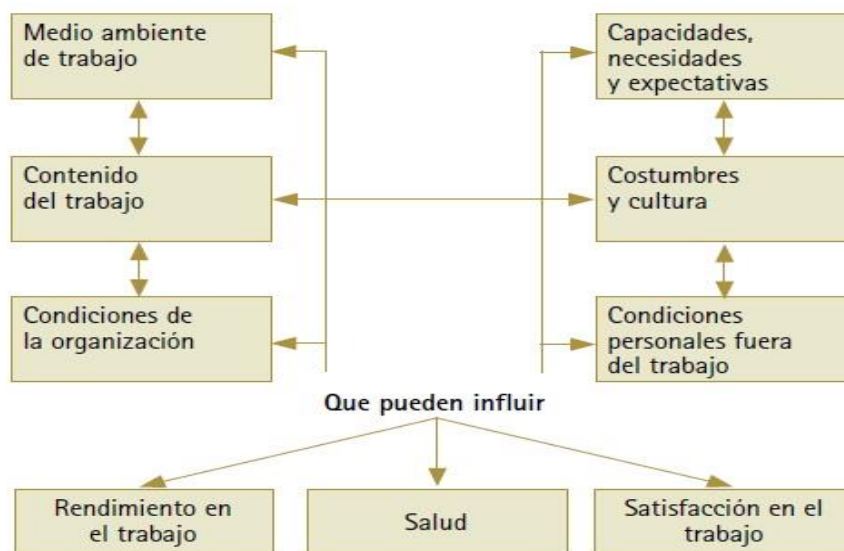 Medio ambiente
de trabajo
Capacidades,
necesidades
y expectativas
Contenido
del trabajo
Costumbres
y cultura
Condiciones de
la organización
Condiciones
personales fuera
del trabajo
Que pueden influir
Rendimiento en
el trabajo
Salud
Satisfacción en el
trabajo